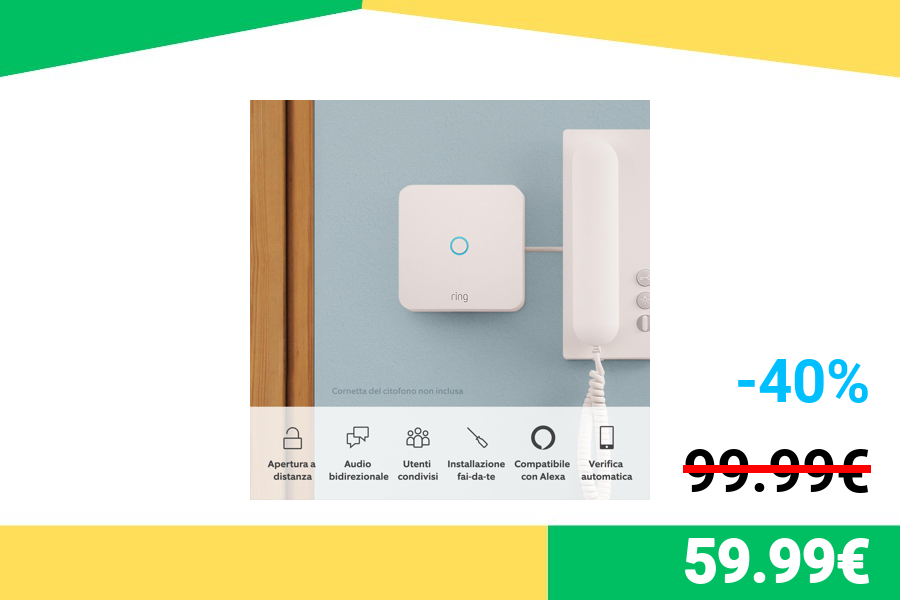 ring
Cornetta del citofono non inclusa
Apertura a
distanza
Audio
bidirezionale
Utenti
condivisi
Installazione
fai-da-te
Compatibile
con Alexa
Verifica
automatica
-40%
99.99€
59.99€